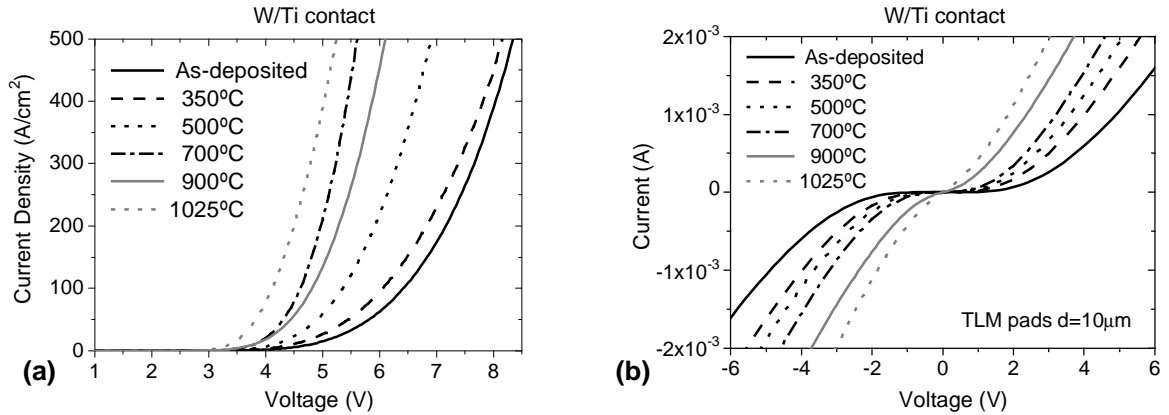 W/Ti contact
500
400
300
200
100
0
Current Density (A/cm²)
As-deposited
350ºC
500ºC
700ºC
900ºC
1025ºC
1 2 3 4 5 6 7 8
Voltage (V)
(a)
W/Ti contact
2x10⁻³
1x10⁻³
0
-1x10⁻³
-2x10⁻³
Current (A)
As-deposited
350ºC
500ºC
700ºC
900ºC
1025ºC
TLM pads d=10μm
-6 -4 -2 0 2 4 6
Voltage (V)
(b)